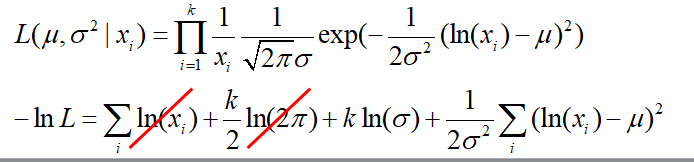 L(μ, σ² | xᵢ) = ∏ᵢ₌₁ᵏ 1/xᵢ 1/(√(2π)σ) exp(−1/(2σ²) (ln(xᵢ) − μ)²)
−ln L = ∑ᵢ ln(xᵢ) + k/2 ln(2π) + k ln(σ) + 1/(2σ²) ∑ᵢ (ln(xᵢ) − μ)²